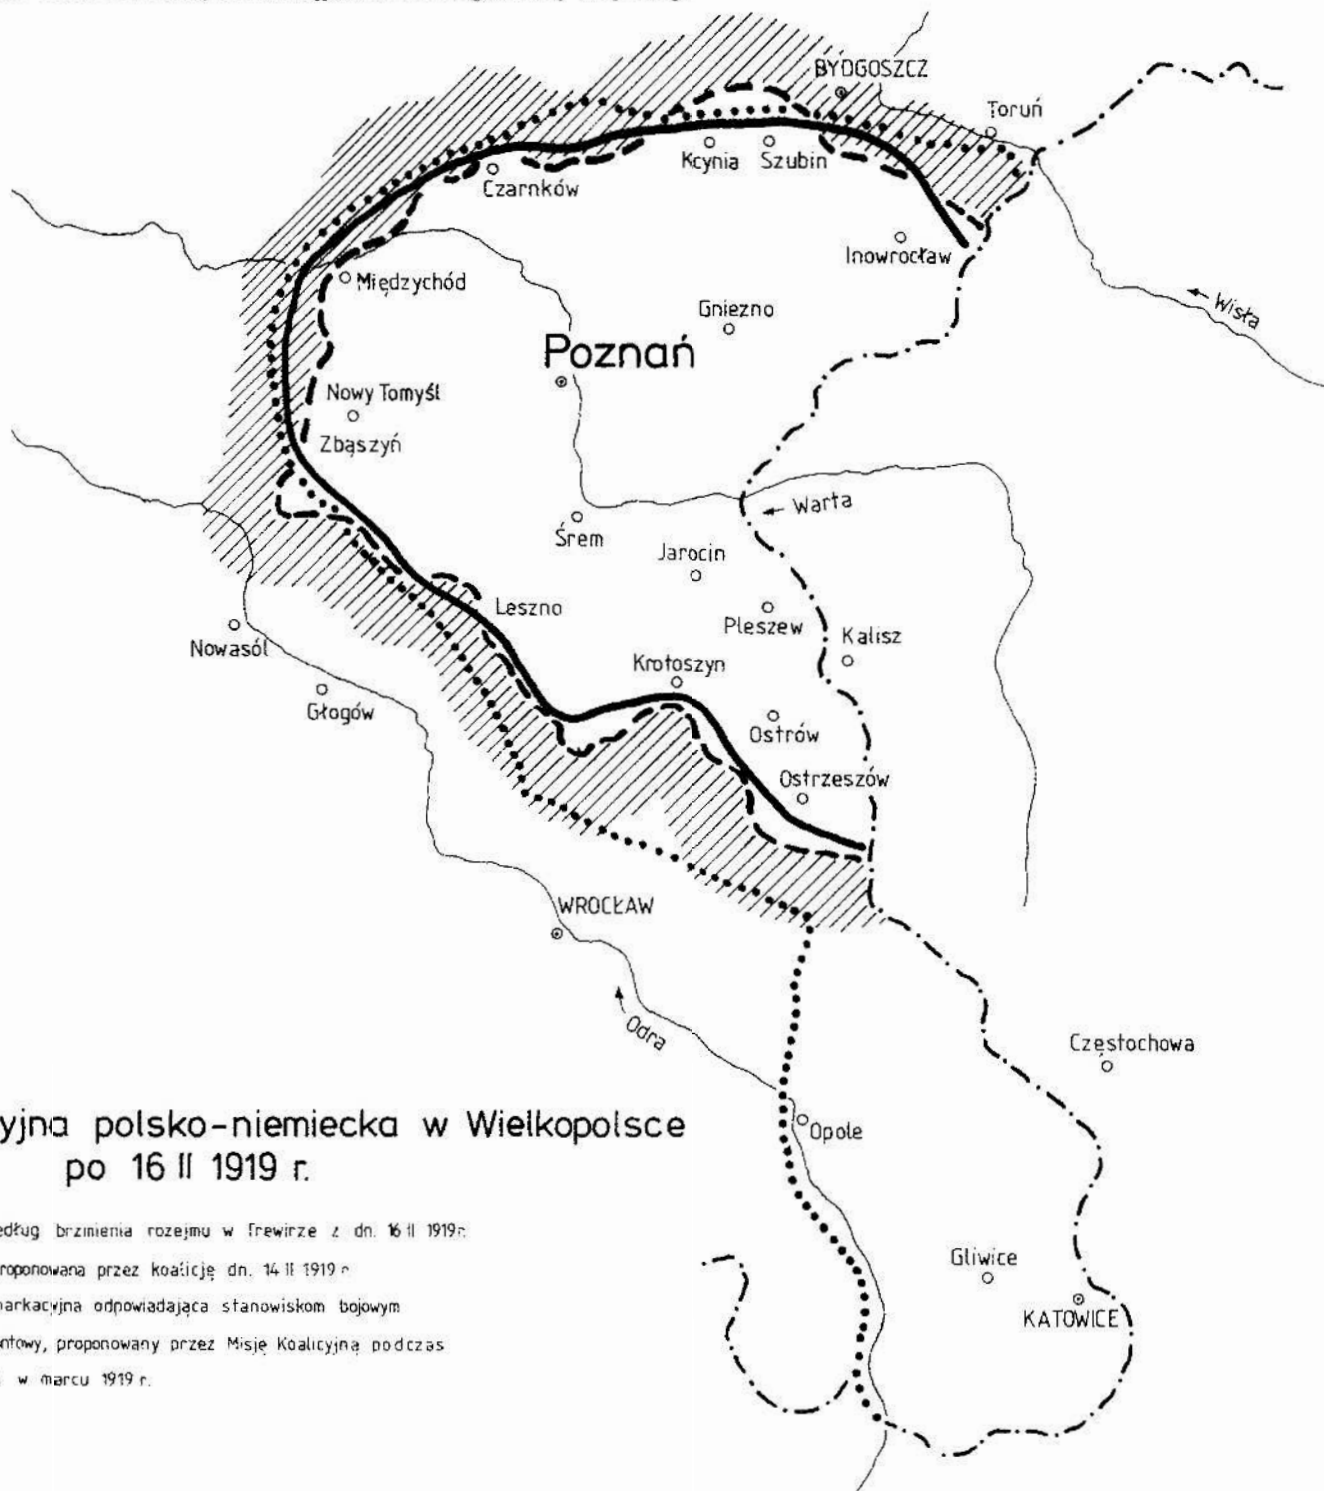 BYDGOSZCZ
Toruń
Kcynia
Szubin
Czarnków
Inowrocław
Międzychód
Gniezno
Wisła
Poznań
Nowy Tomyśl
Zbąszyń
Warta
Śrem
Jarocin
Leszno
Pleszew
Kalisz
Nowasól
Krotoszyn
Głogów
Ostrów
Ostrzeszów
WROCŁAW
Odra
Częstochowa
Opole
Gliwice
KATOWICE
yjna polsko-niemiecka w Wielkopolsce
po 16 II 1919 r.
edług brzmienia rozejmu w Trewirze z dn. 16 II 1919 r.
roponowana przez koalicję dn. 14 II 1919 r
arkacyjna odpowiadająca stanowiskom bojowym
ntowy, proponowany przez Misję Koalicyjną podczas
w marcu 1919 r.